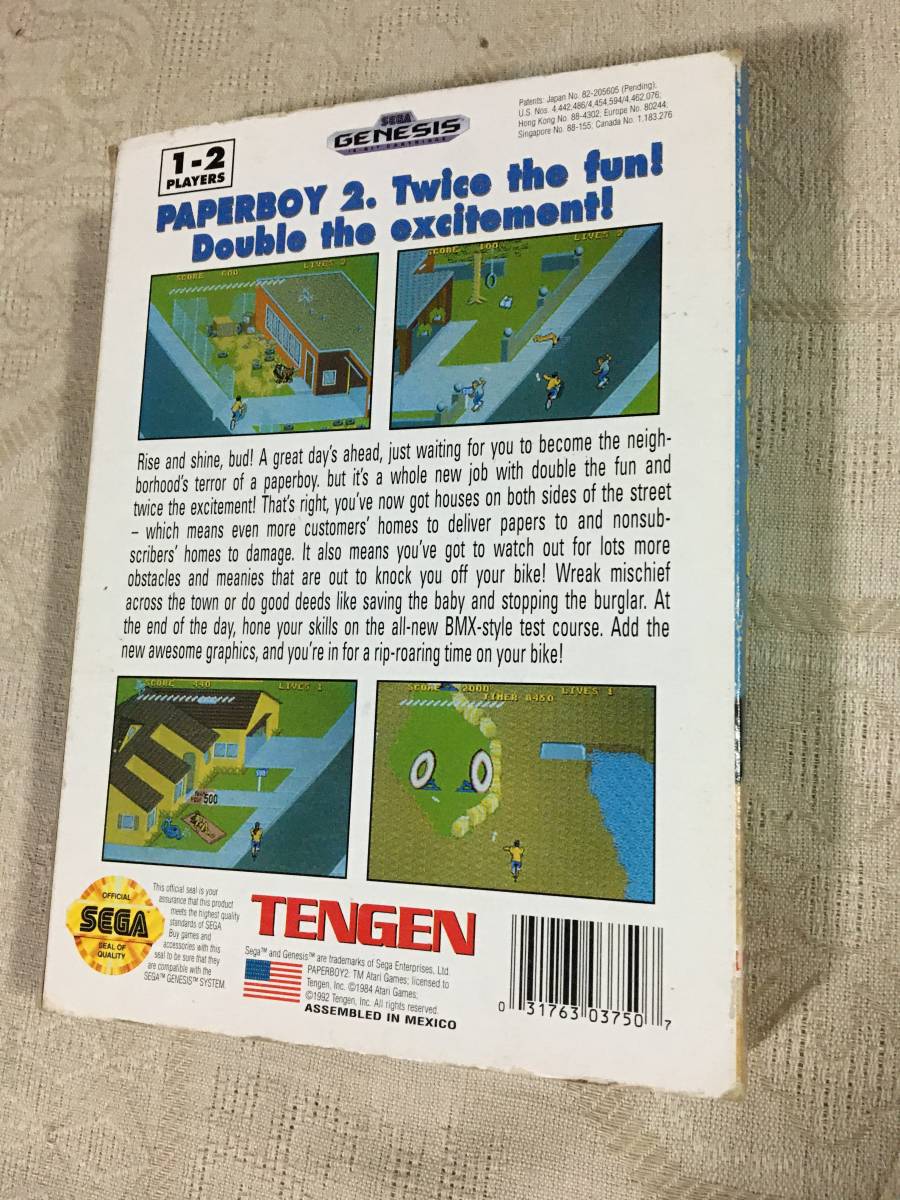 SEGA
GENESIS
16-BIT CARTRIDGE
Patents: Japan No. 82-205605 (Pending);
U.S. Nos. 4,442,486/4,454,594/4,462,076;
Hong Kong No. 88-4302; Europe No. 80244;
Singapore No. 88-155; Canada No. 1,183,276
1-2
PLAYERS
PAPERBOY 2. Twice the fun!
Double the excitement!
SCORE 600 LIVES 2
SCORE 100 LIVES 2
Rise and shine, bud! A great day's ahead, just waiting for you to become the neigh-
borhood's terror of a paperboy. but it's a whole new job with double the fun and
twice the excitement! That's right, you've now got houses on both sides of the street
– which means even more customers' homes to deliver papers to and nonsub-
scribers' homes to damage. It also means you've got to watch out for lots more
obstacles and meanies that are out to knock you off your bike! Wreak mischief
across the town or do good deeds like saving the baby and stopping the burglar. At
the end of the day, hone your skills on the all-new BMX-style test course. Add the
new awesome graphics, and you're in for a rip-roaring time on your bike!
SCORE 340 LIVES 1
500
SCORE 2000 LIVES 1
TIMER 0450
OFFICIAL
SEGA
SEAL OF
QUALITY
This official seal is your
assurance that this product
meets the highest quality
standards of SEGA.
Buy games and
accessories with this
seal to be sure that they
are compatible with the
SEGA™ GENESIS™ SYSTEM.
TENGEN
Sega™ and Genesis™ are trademarks of Sega Enterprises, Ltd.
PAPERBOY2: TM Atari Games; licensed to
Tengen, Inc. ©1984 Atari Games;
©1992 Tengen, Inc. All rights reserved.
ASSEMBLED IN MEXICO
0 31763 03750 7